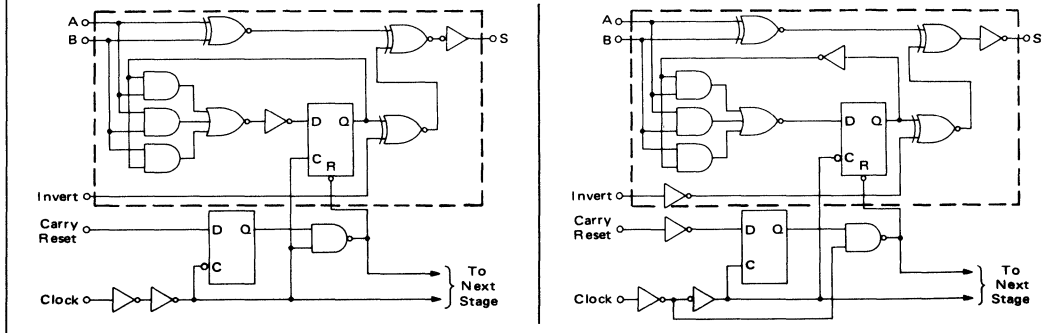 A
B
S
D Q
C
R
Invert
Carry
Reset
D Q
C
Clock
To
Next
Stage
A
B
S
D Q
C
R
Invert
Carry
Reset
D Q
C
Clock
To
Next
Stage